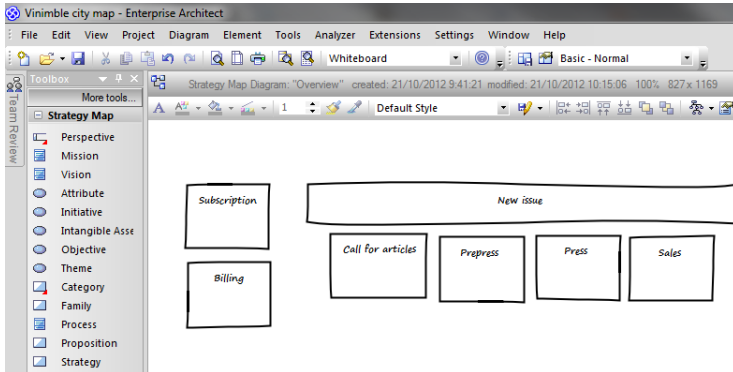 Vinimble city map - Enterprise Architect
File Edit View Project Diagram Element Tools Analyzer Extensions Settings Window Help
Whiteboard Basic - Normal
Toolbox
Strategy Map Diagram: "Overview" created: 21/10/2012 9:41:21 modified: 21/10/2012 10:15:06 100% 827 x 1169
More tools...
A 1 Default Style
Team Review
Strategy Map
Perspective
Mission
Vision
Attribute
Initiative
Intangible Asse
Objective
Theme
Category
Family
Process
Proposition
Strategy
Subscription
New issue
Call for articles
Prepress
Press
Sales
Billing